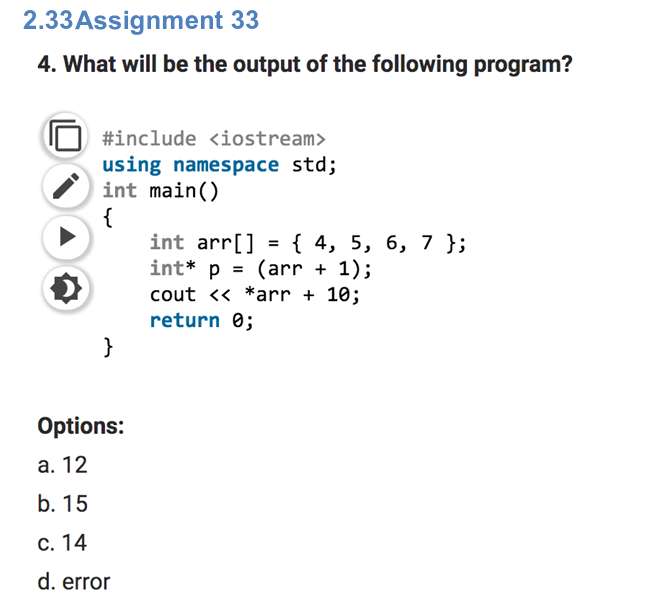 2.33Assignment 33
4. What will be the output of the following program?
#include <iostream>
using namespace std;
int main()
{
    int arr[] = { 4, 5, 6, 7 };
    int* p = (arr + 1);
    cout << *arr + 10;
    return 0;
}
Options:
a. 12
b. 15
c. 14
d. error